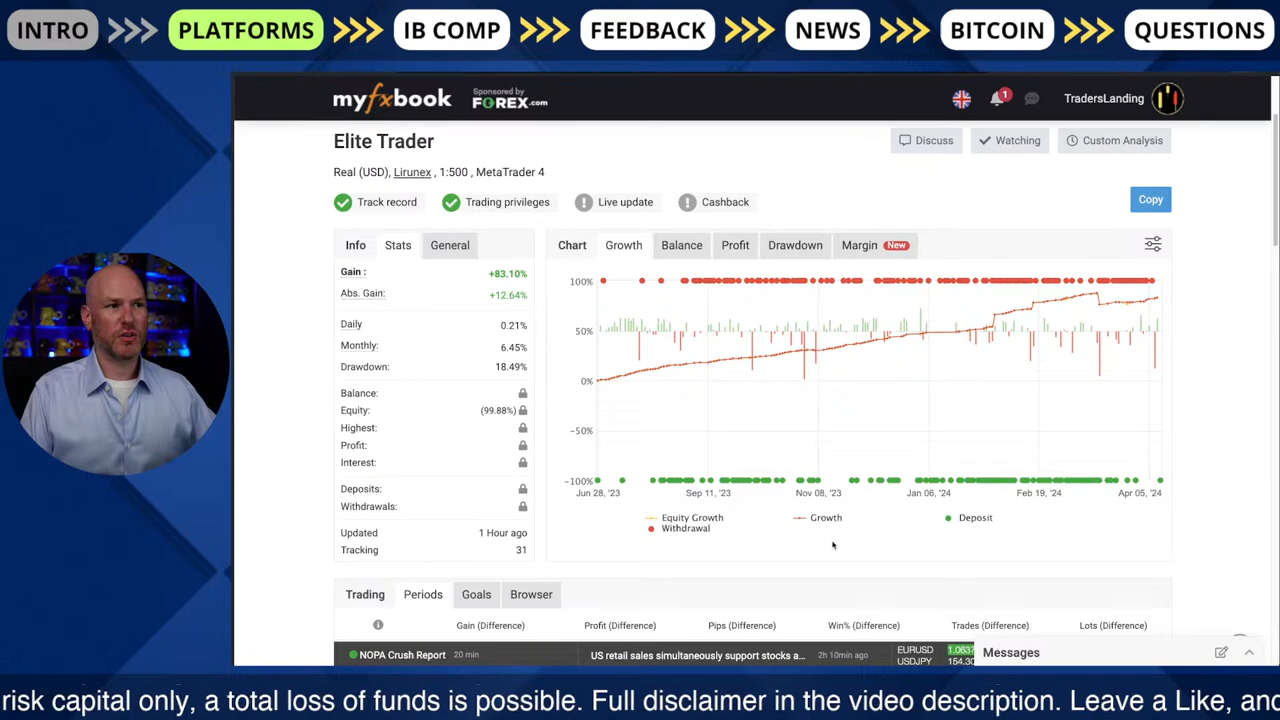 INTRO >>> PLATFORMS >>> IB COMP >>> FEEDBACK >>> NEWS >>> BITCOIN >>> QUESTIONS
myfxbook Sponsored by FOREX.com 1 TradersLanding
Elite Trader Discuss Watching Custom Analysis
Real (USD), Lirunex , 1:500 , MetaTrader 4
Track record Trading privileges Live update Cashback Copy
Info Stats General Chart Growth Balance Profit Drawdown Margin New
Gain : +83.10%
Abs. Gain: +12.64%
Daily 0.21%
Monthly: 6.45%
Drawdown: 18.49%
Balance:
Equity: (99.88%)
Highest:
Profit:
Interest:
Deposits:
Withdrawals:
Updated 1 Hour ago
Tracking 31
100%
50%
0%
-50%
-100%
Jun 28, '23 Sep 11, '23 Nov 08, '23 Jan 06, '24 Feb 19, '24 Apr 05, '24
Equity Growth Growth Deposit
Withdrawal
Trading Periods Goals Browser
Gain (Difference) Profit (Difference) Pips (Difference) Win% (Difference) Trades (Difference) Lots (Difference)
NOPA Crush Report 20 min US retail sales simultaneously support stocks a... 2h 10min ago EURUSD 1.0637
USDJPY 154.30
Messages
risk capital only, a total loss of funds is possible. Full disclaimer in the video description. Leave a Like, and